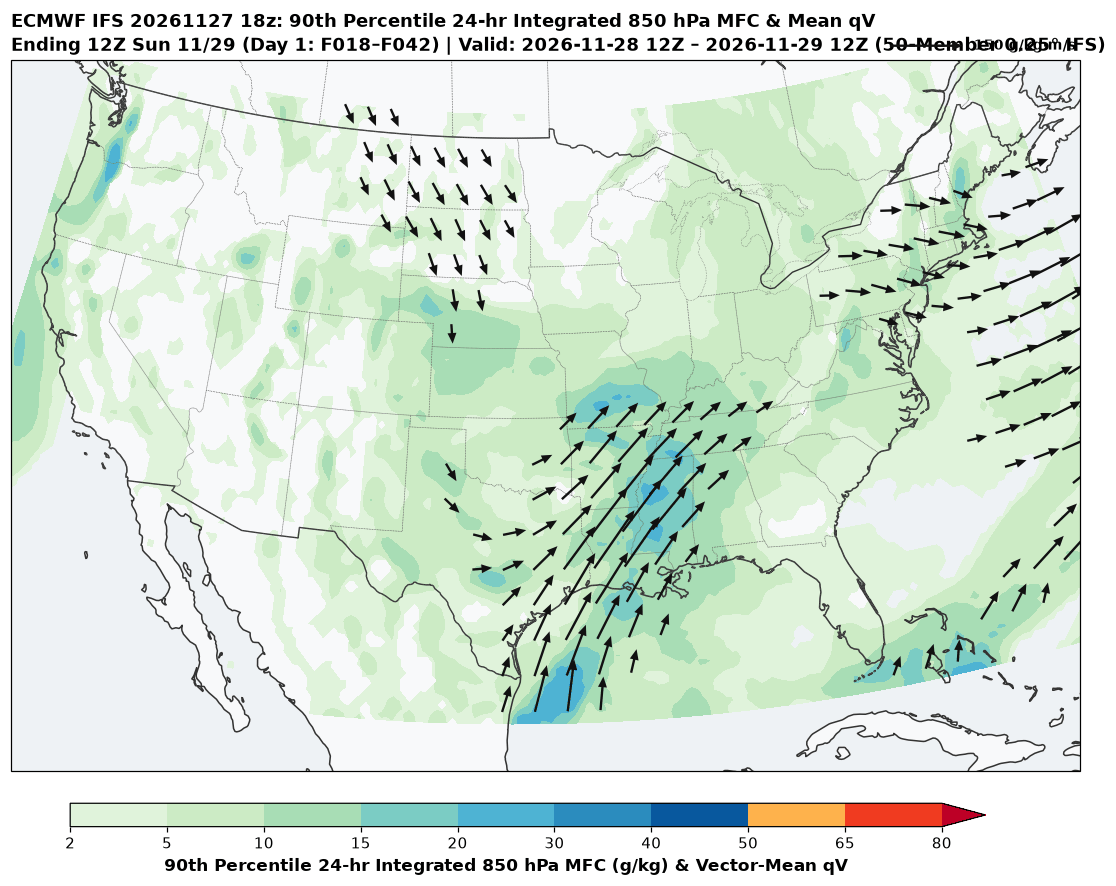 ECMWF IFS 20261127 18z: 90th Percentile 24-hr Integrated 850 hPa MFC & Mean qV
Ending 12Z Sun 11/29 (Day 1: F018–F042) | Valid: 2026-11-28 12Z – 2026-11-29 12Z (50-Member 0.25° IFS)
150 g/kg·m/s
2 5 10 15 20 30 40 50 65 80
90th Percentile 24-hr Integrated 850 hPa MFC (g/kg) & Vector-Mean qV